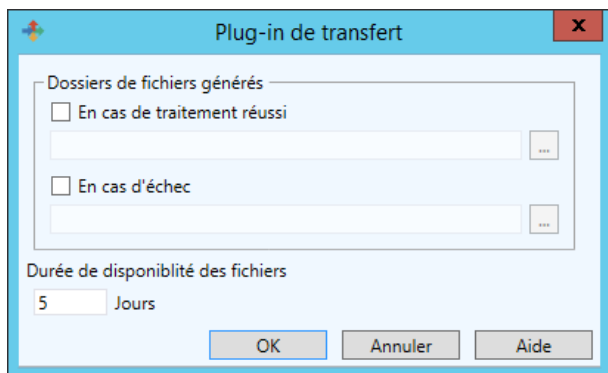 Plug-in de transfert
x
Dossiers de fichiers générés
En cas de traitement réussi
...
En cas d'échec
...
Durée de disponiblité des fichiers
5 Jours
OK Annuler Aide